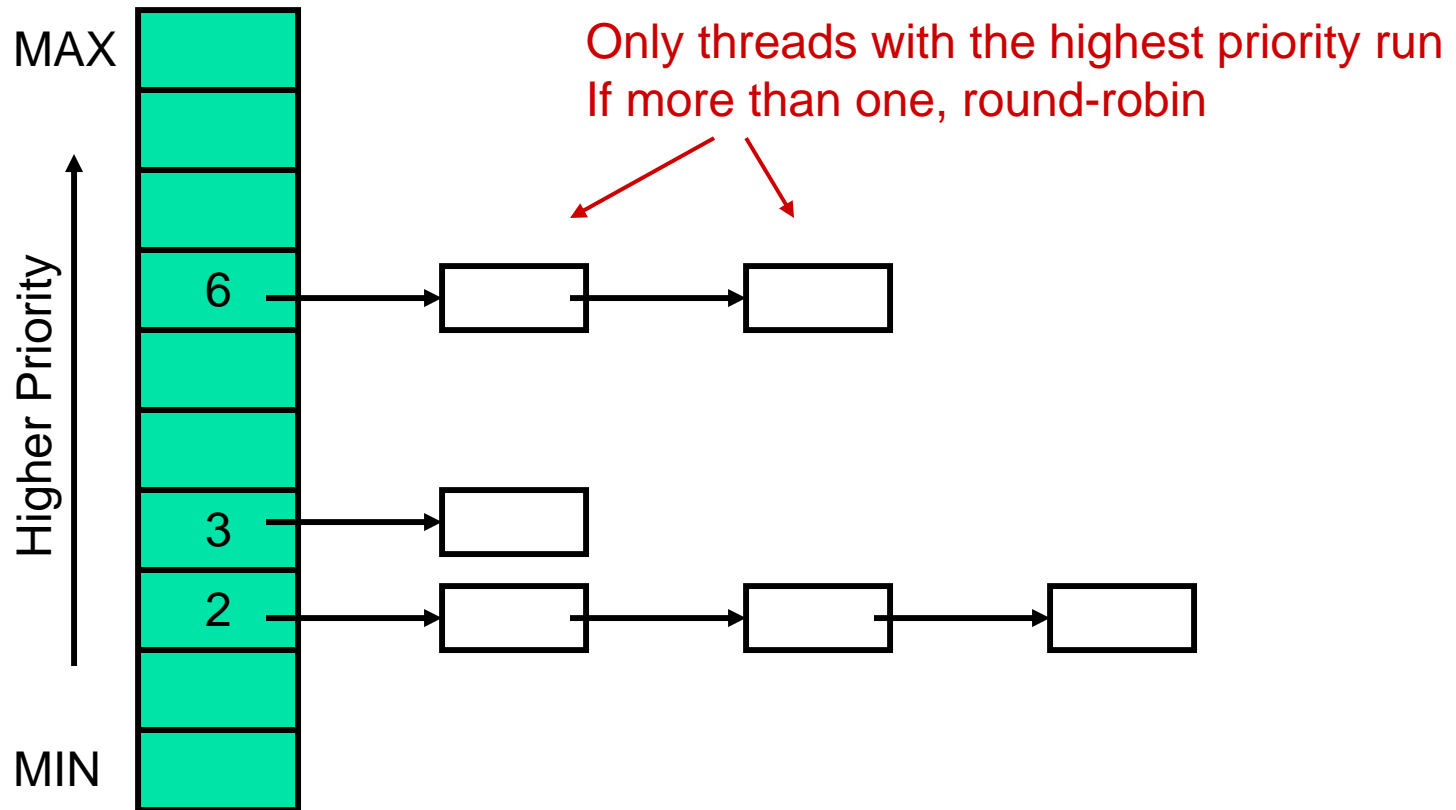 MAX
Only threads with the highest priority run
If more than one, round-robin
Higher Priority
6
3
2
MIN